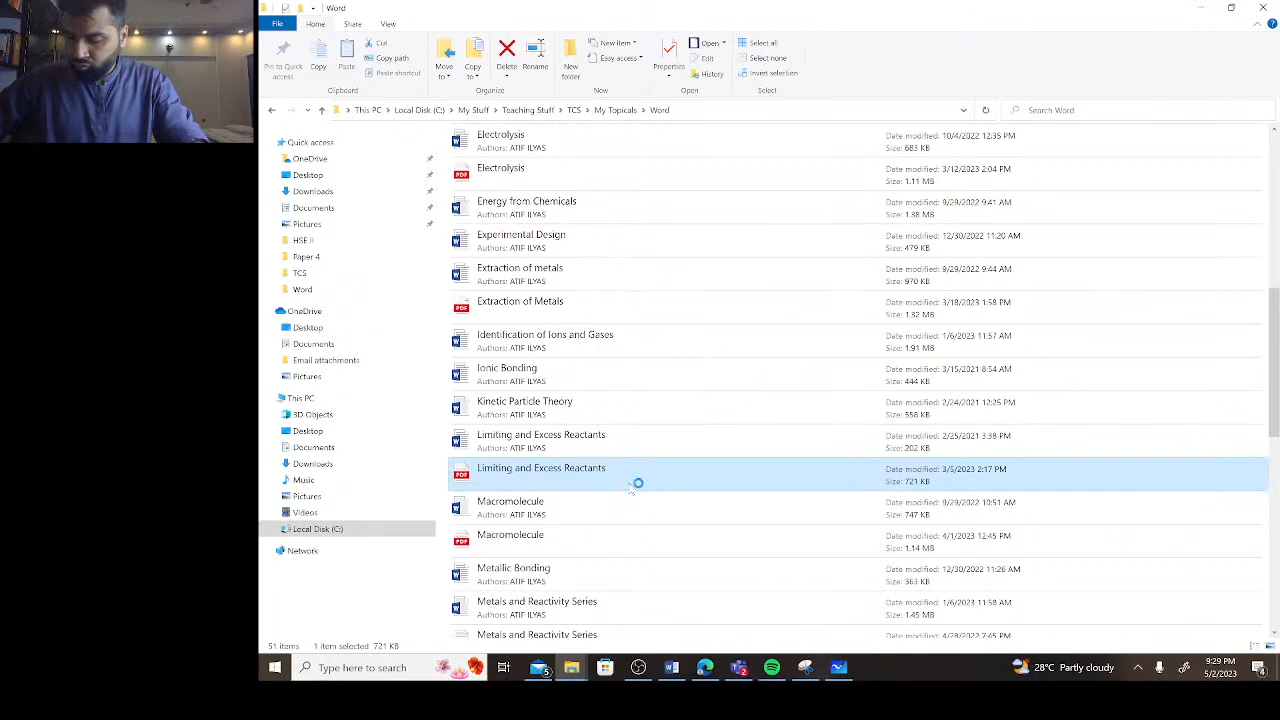 Word
File
Home
Share
View
Pin to Quick access
Copy
Paste
Cut
Copy path
Paste shortcut
Clipboard
Move to
Copy to
Delete
Rename
Organize
New folder
New item
Easy access
New
Properties
Open
Edit
History
Open
Select all
Select none
Invert selection
Select
This PC > Local Disk (C:) > My Stuff > Teaching Stuff > TCS > My Topicals > Word
Search Word
Quick access
OneDrive
Desktop
Downloads
Documents
Pictures
HSE II
Paper 4
TCS
Word
OneDrive
Desktop
Documents
Email attachments
Pictures
This PC
3D Objects
Desktop
Documents
Downloads
Music
Pictures
Videos
Local Disk (C:)
Network
Electrolysis Date modified: 10/4/2022 1:35 PM
Authors: ATIF ILYAS Size: 683 KB
Electrolysis Date modified: 3/12/2023 2:04 PM
Size: 1.11 MB
Energy from Chemicals Date modified: 9/29/2022 9:41 AM
Authors: ATIF ILYAS Size: 1.38 MB
Experimental Design Date modified: 12/30/2022 11:20 AM
Authors: ATIF ILYAS Size: 479 KB
Extraction of metals Date modified: 9/29/2022 9:44 AM
Authors: ATIF ILYAS Size: 970 KB
Extraction of Metals Date modified: 3/18/2023 1:58 PM
Size: 1.32 MB
Identification of Ions and Gases Date modified: 1/6/2023 11:57 AM
Authors: ATIF ILYAS Size: 1.91 MB
Ionic Bonding Date modified: 3/15/2021 8:34 AM
Authors: ATIF ILYAS Size: 444 KB
Kinetic Particle Theory Date modified: 2/24/2021 12:25 PM
Authors: ATIF ILYAS Size: 558 KB
Limiting and Excess Reactants Date modified: 2/25/2021 3:38 PM
Authors: ATIF ILYAS Size: 202 KB
Limiting and Excess Reactants Date modified: 3/5/2023 2:17 PM
Size: 721 KB
Macromolecule Date modified: 9/29/2022 10:51 AM
Authors: ATIF ILYAS Size: 747 KB
Macromolecule Date modified: 4/1/2023 12:45 PM
Size: 1.14 MB
Metallic Bonding Date modified: 12/30/2022 11:26 AM
Authors: ATIF ILYAS Size: 363 KB
Metals and Reactivity Series Date modified: 1/6/2023 11:58 AM
Authors: ATIF ILYAS Size: 1.45 MB
Metals and Reactivity Series Date modified: 4/28/2023 7:45 PM
51 items 1 item selected 721 KB
Type here to search
28°C Partly cloudy
9:29 PM
5/2/2023